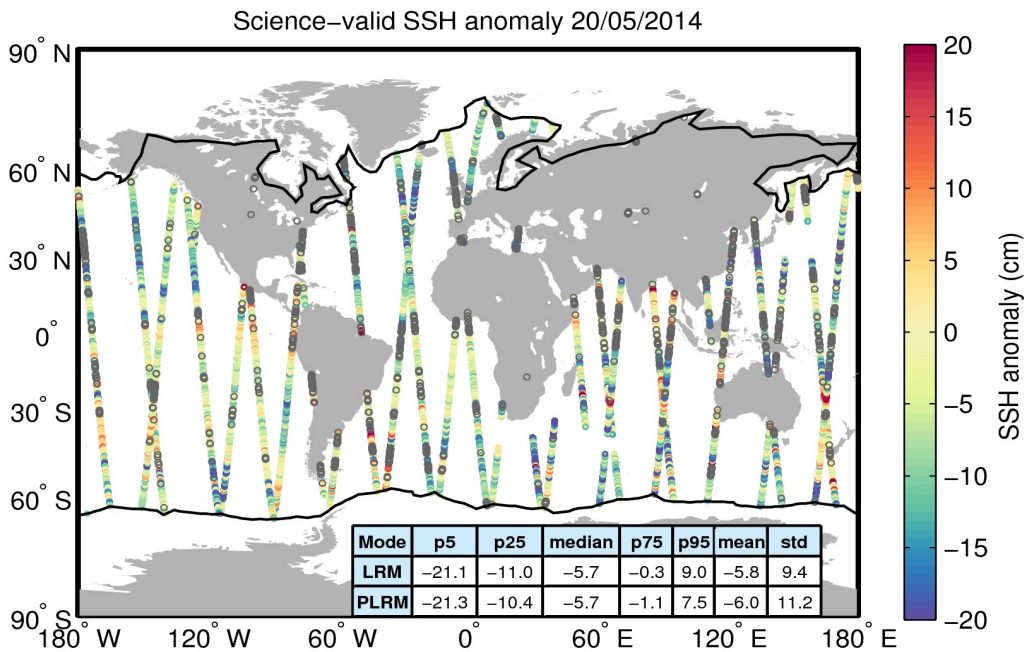 Science−valid SSH anomaly 20/05/2014
90° N
60° N
30° N
0°
30° S
60° S
90° S
180° W
120° W
60° W
0°
60° E
120° E
180° E
Mode p5 p25 median p75 p95 mean std
LRM −21.1 −11.0 −5.7 −0.3 9.0 −5.8 9.4
PLRM −21.3 −10.4 −5.7 −1.1 7.5 −6.0 11.2
20
15
10
5
0
−5
−10
−15
−20
SSH anomaly (cm)